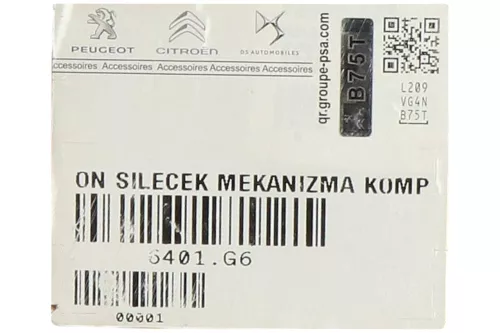 PEUGEOT CITROËN DS AUTOMOBILES
Accessoires Accessoires Accessoires Accessoires Accessoires
qr.groupe-psa.com
B75T
L209
VG4N
B75T
ON SILECEK MEKANIZMA KOMP
6401.G6
00001